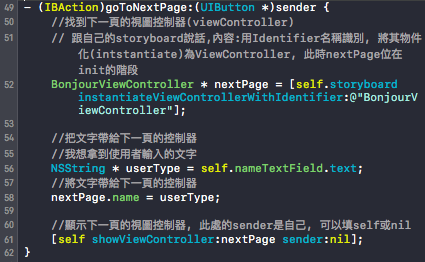 49 - (IBAction)goToNextPage:(UIButton *)sender {
50 //找到下一頁的視圖控制器(viewController)
51 // 跟自己的storyboard說話,內容:用Identifier名稱識別, 將其物件
化(intstantiate)為ViewController, 此時nextPage位在
init的階段
52 BonjourViewController * nextPage = [self.storyboard
instantiateViewControllerWithIdentifier:@"BonjourV
iewController"];
53
54 //把文字帶給下一頁的控制器
55 //我想拿到使用者輸入的文字
56 NSString * userType = self.nameTextField.text;
57 //將文字帶給下一頁的控制器
58 nextPage.name = userType;
59
60 //顯示下一頁的視圖控制器, 此處的sender是自己, 可以填self或nil
61 [self showViewController:nextPage sender:nil];
62 }